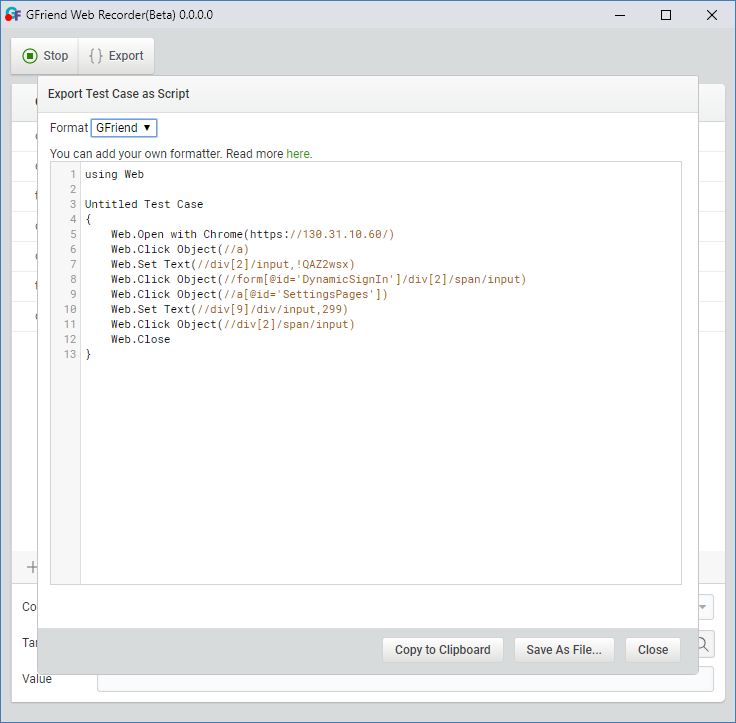 GFriend Web Recorder(Beta) 0.0.0.0
Stop
{ } Export
Export Test Case as Script
Format GFriend ▼
You can add your own formatter. Read more here.
1 using Web
2
3 Untitled Test Case
4 {
5 Web.Open with Chrome(https://130.31.10.60/)
6 Web.Click Object(//a)
7 Web.Set Text(//div[2]/input,!QAZ2wsx)
8 Web.Click Object(//form[@id='DynamicSignIn']/div[2]/span/input)
9 Web.Click Object(//a[@id='SettingsPages'])
10 Web.Set Text(//div[9]/div/input,299)
11 Web.Click Object(//div[2]/span/input)
12 Web.Close
13 }
Co
Tar
Copy to Clipboard
Save As File...
Close
Value